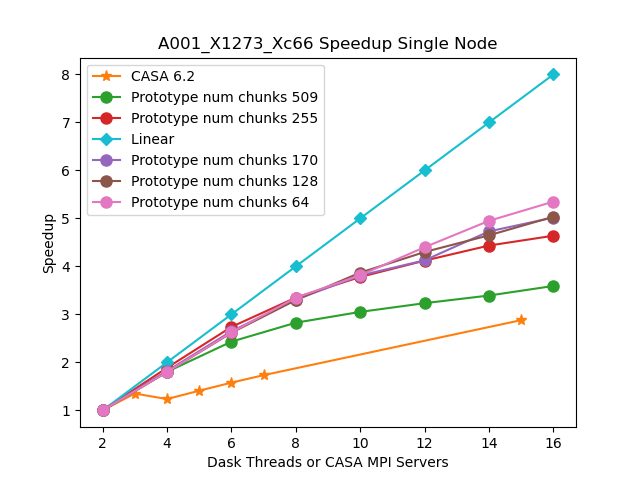 A001_X1273_Xc66 Speedup Single Node
CASA 6.2
Prototype num chunks 509
Prototype num chunks 255
Linear
Prototype num chunks 170
Prototype num chunks 128
Prototype num chunks 64
Speedup
8
7
6
5
4
3
2
1
2 4 6 8 10 12 14 16
Dask Threads or CASA MPI Servers